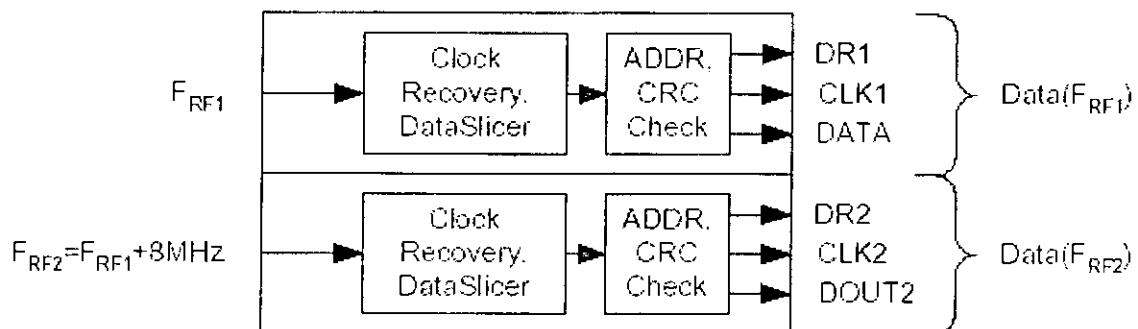 F_RF1
Clock
Recovery.
DataSlicer
ADDR.
CRC
Check
DR1
CLK1
DATA
Data(F_RF1)
F_RF2=F_RF1+8MHz
Clock
Recovery.
DataSlicer
ADDR.
CRC
Check
DR2
CLK2
DOUT2
Data(F_RF2)